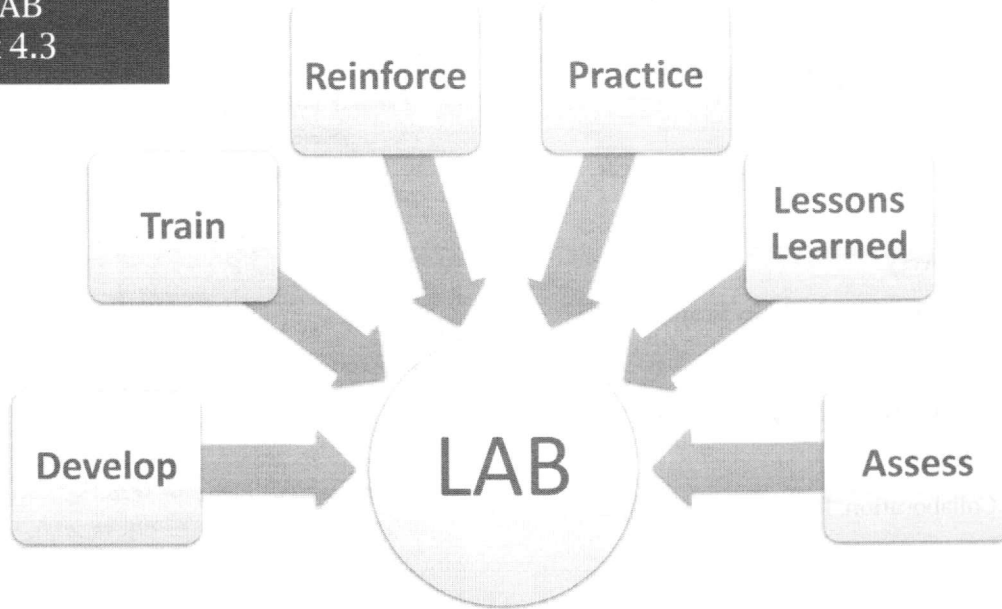 AB
4.3
Reinforce
Practice
Train
Lessons
Learned
Develop
LAB
Assess